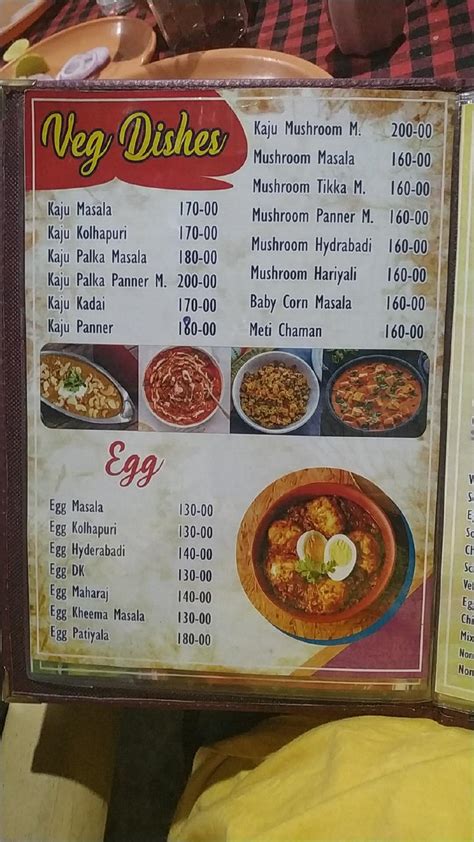 Veg Dishes
Kaju Masala 170-00
Kaju Kolhapuri 170-00
Kaju Palka Masala 180-00
Kaju Palka Panner M. 200-00
Kaju Kadai 170-00
Kaju Panner 180-00
Kaju Mushroom M. 200-00
Mushroom Masala 160-00
Mushroom Tikka M. 160-00
Mushroom Panner M. 160-00
Mushroom Hydrabadi 160-00
Mushroom Hariyali 160-00
Baby Corn Masala 160-00
Meti Chaman 160-00
Egg
Egg Masala 130-00
Egg Kolhapuri 130-00
Egg Hyderabadi 140-00
Egg DK 130-00
Egg Maharaj 140-00
Egg Kheema Masala 130-00
Egg Patiyala 180-00